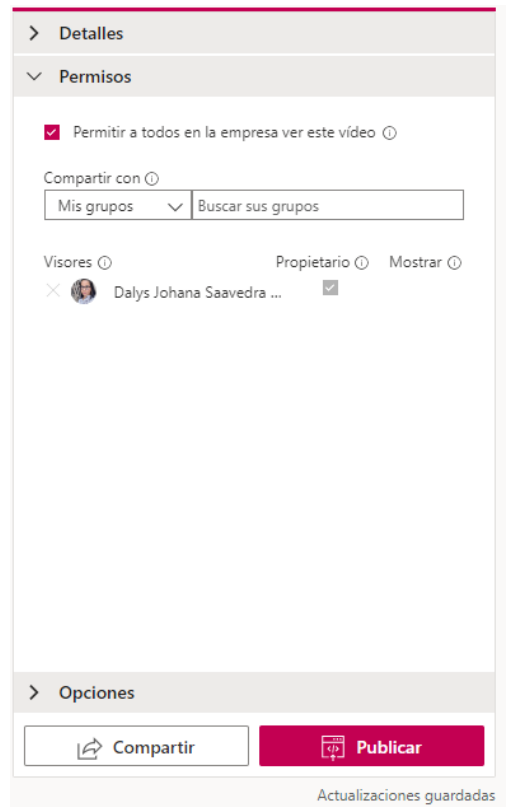 Detalles
Permisos
Permitir a todos en la empresa ver este vídeo
Compartir con
Mis grupos Buscar sus grupos
Visores Propietario Mostrar
Dalys Johana Saavedra ...
Opciones
Compartir Publicar
Actualizaciones guardadas